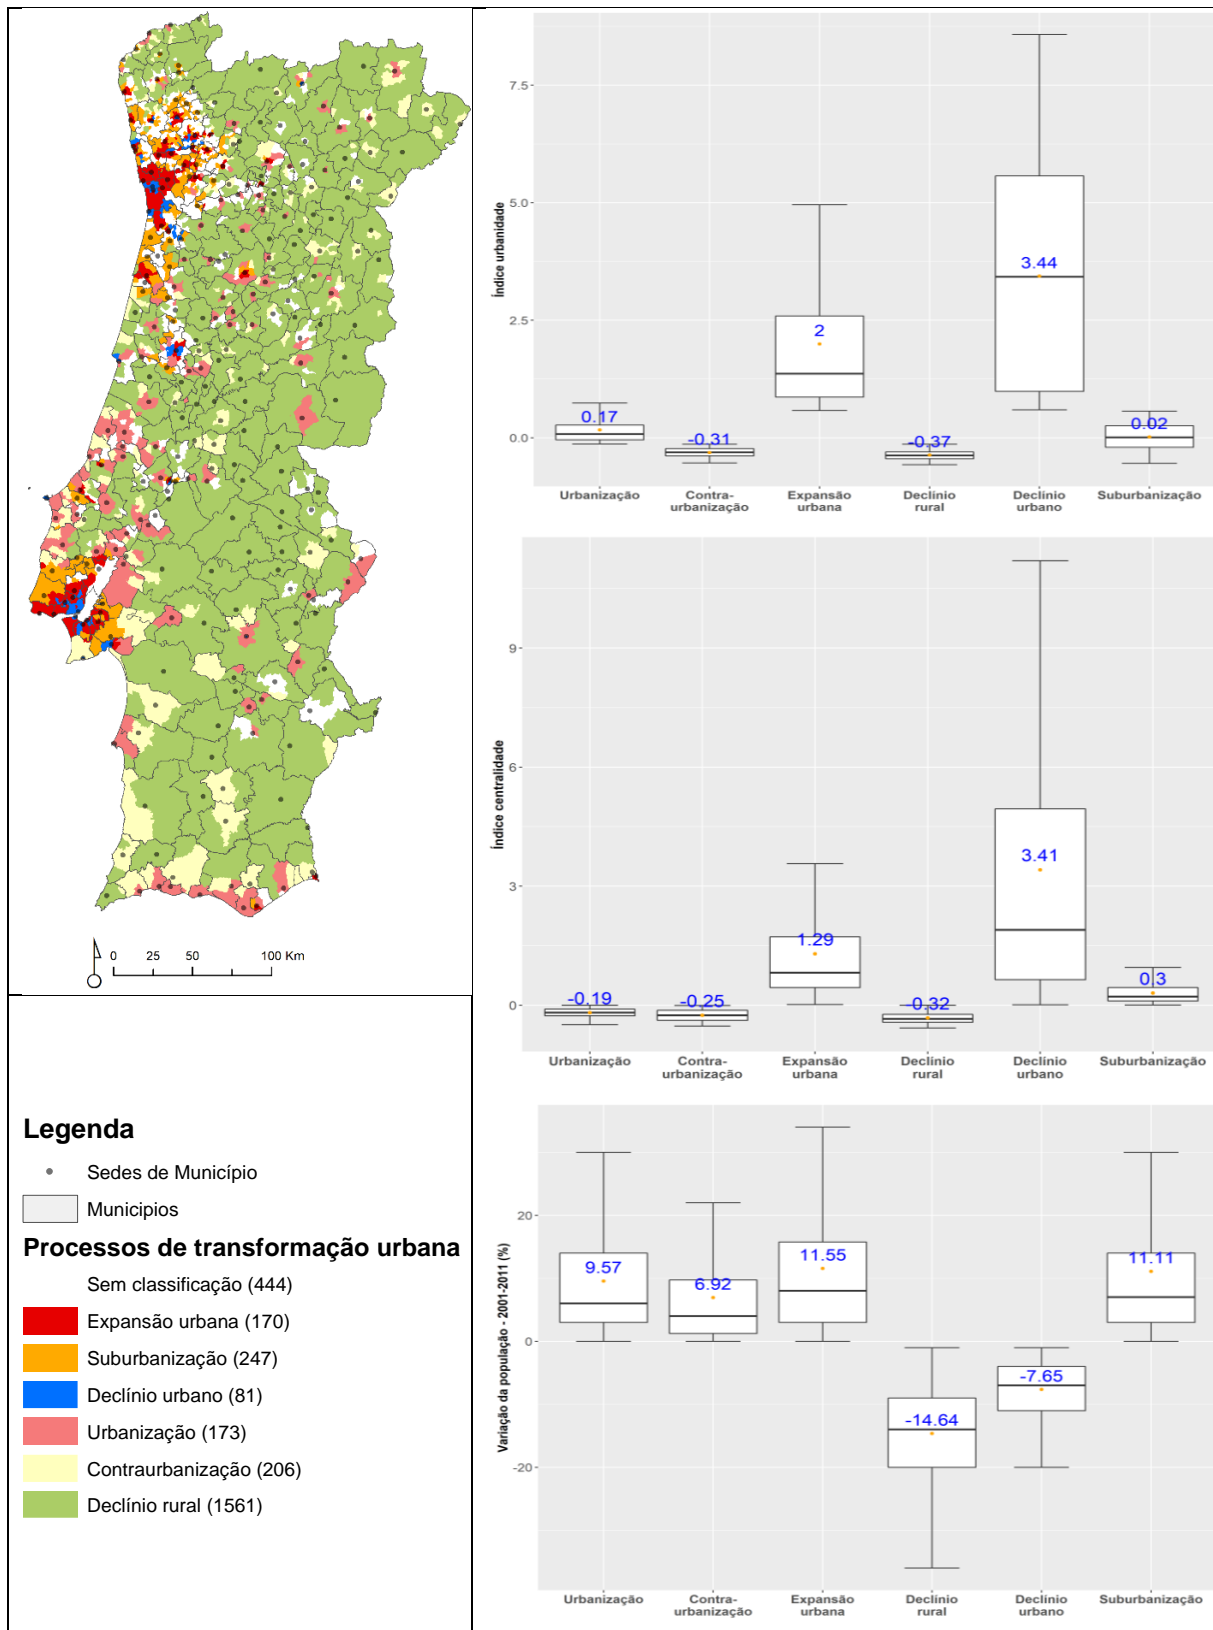 0 25 50 100 Km
Legenda
Sedes de Município
Municipios
Processos de transformação urbana
Sem classificação (444)
Expansão urbana (170)
Suburbanização (247)
Declínio urbano (81)
Urbanização (173)
Contraurbanização (206)
Declínio rural (1561)
Índice urbanidade
7.5
5.0
2.5
0.0
0.17
-0.31
2
-0.37
3.44
0.02
Urbanização
Contra-
urbanização
Expansão
urbana
Declínio
rural
Declínio
urbano
Suburbanização
Índice centralidade
9
6
3
0
-0.19
-0.25
1.29
-0.32
3.41
0.3
Urbanização
Contra-
urbanização
Expansão
urbana
Declínio
rural
Declínio
urbano
Suburbanização
Variação da população - 2001-2011 (%)
20
0
-20
9.57
6.92
11.55
-14.64
-7.65
11.11
Urbanização
Contra-
urbanização
Expansão
urbana
Declínio
rural
Declínio
urbano
Suburbanização